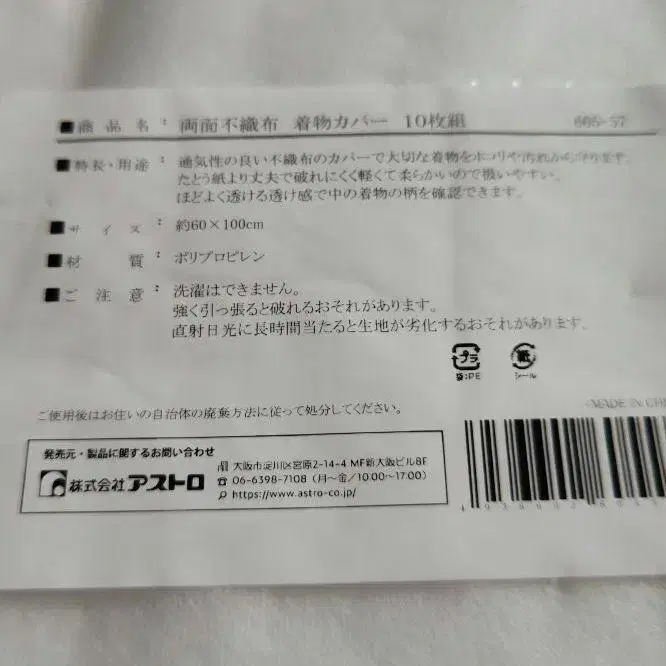 ■商品名： 両面不織布 着物カバー 10枚組 605-57
■特長・用途： 通気性の良い不織布のカバーで大切な着物をホコリや汚れから守ります。
たとう紙より丈夫で破れにくく軽くて柔らかいので扱いやすい。
ほどよく透ける透け感で中の着物の柄を確認できます。
■サイズ： 約60×100cm
■材質： ポリプロピレン
■ご注意： 洗濯はできません。
強く引っ張ると破れるおそれがあります。
直射日光に長時間当たると生地が劣化するおそれがあります。
プラ 紙
袋:PE シール
ご使用後はお住いの自治体の廃棄方法に従って処分してください。
MADE IN
発売元・製品に関するお問い合わせ
株式会社アストロ
大阪市淀川区宮原2-14-4 MF新大阪ビル8F
06-6398-7108（月～金/10:00～17:00）
https://www.astro-co.jp/